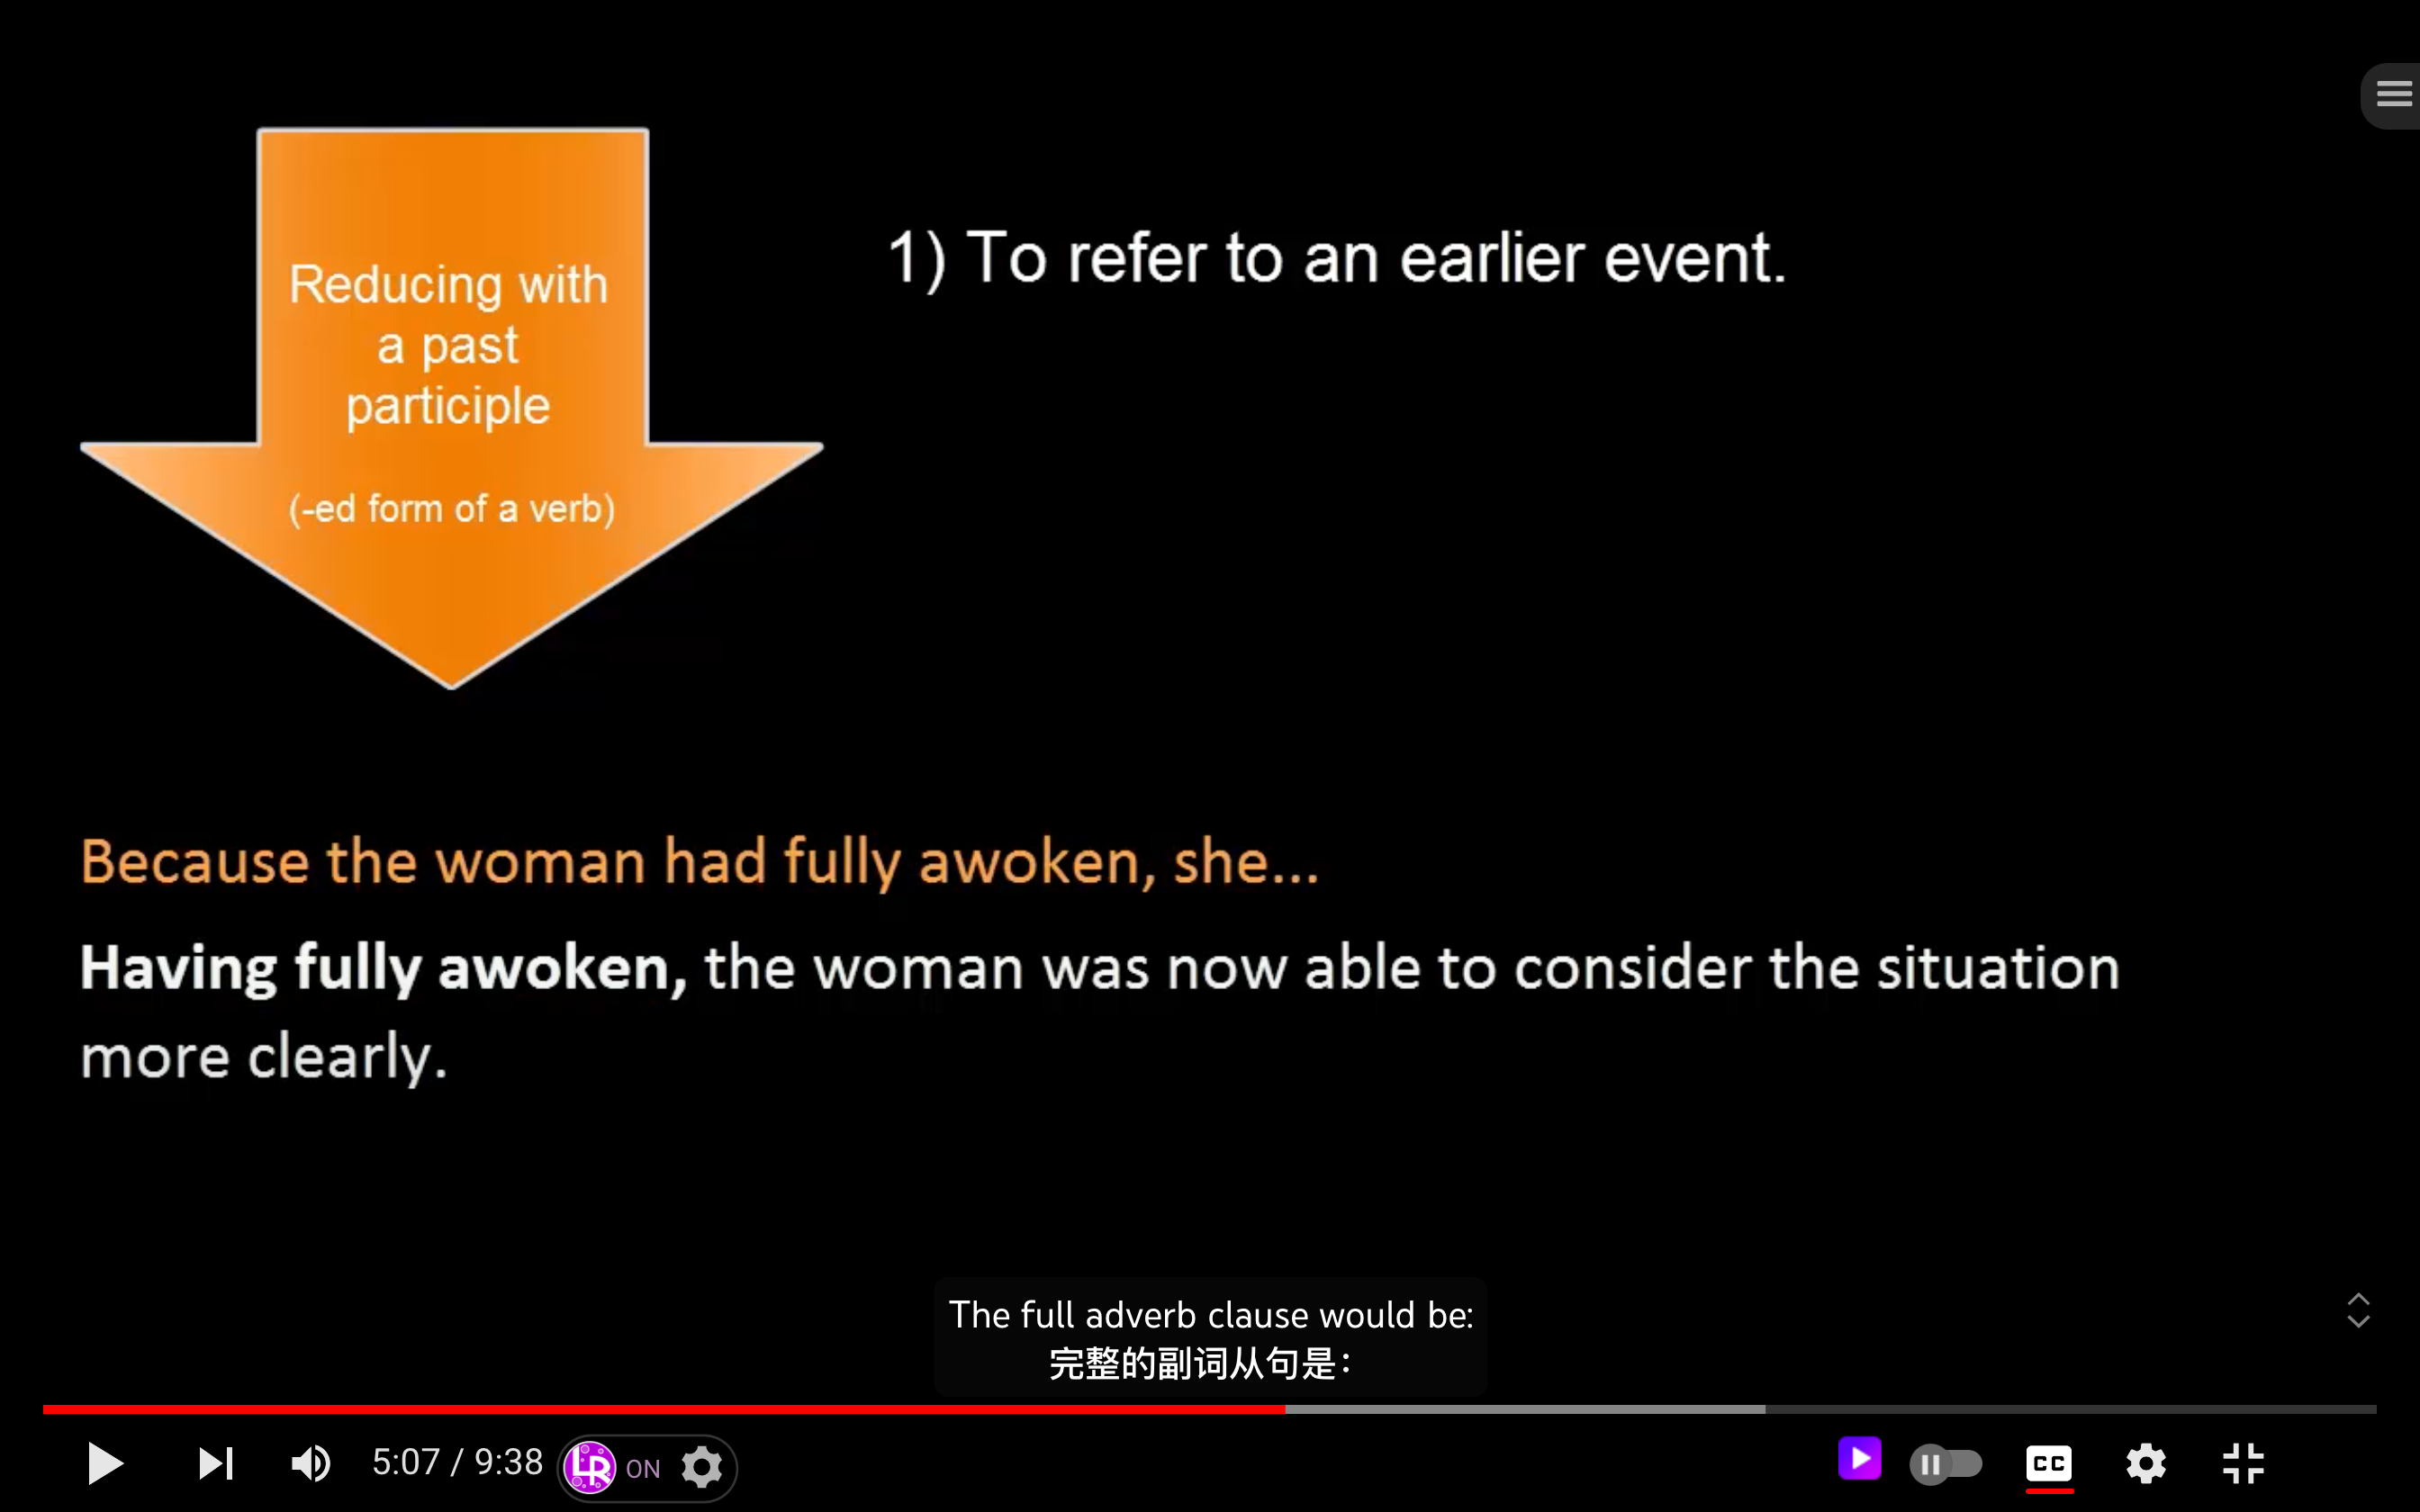 Reducing with
a past
participle
(-ed form of a verb)
1) To refer to an earlier event.
Because the woman had fully awoken, she...
Having fully awoken, the woman was now able to consider the situation
more clearly.
The full adverb clause would be:
完整的副词从句是：
5:07 / 9:38
LR ON
CC